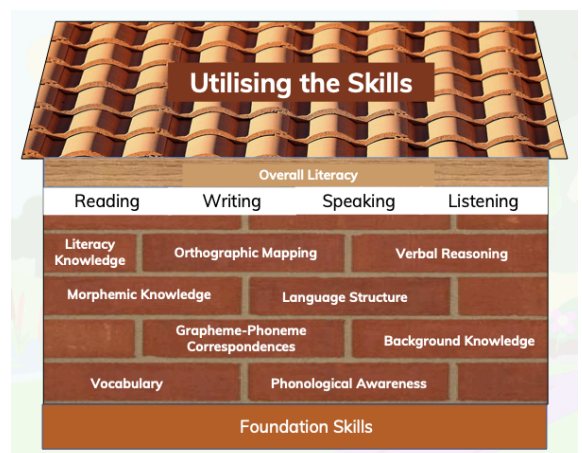 Utilising the Skills
Overall Literacy
Reading Writing Speaking Listening
Literacy
Knowledge
Orthographic Mapping
Verbal Reasoning
Morphemic Knowledge
Language Structure
Grapheme-Phoneme
Correspondences
Background Knowledge
Vocabulary
Phonological Awareness
Foundation Skills